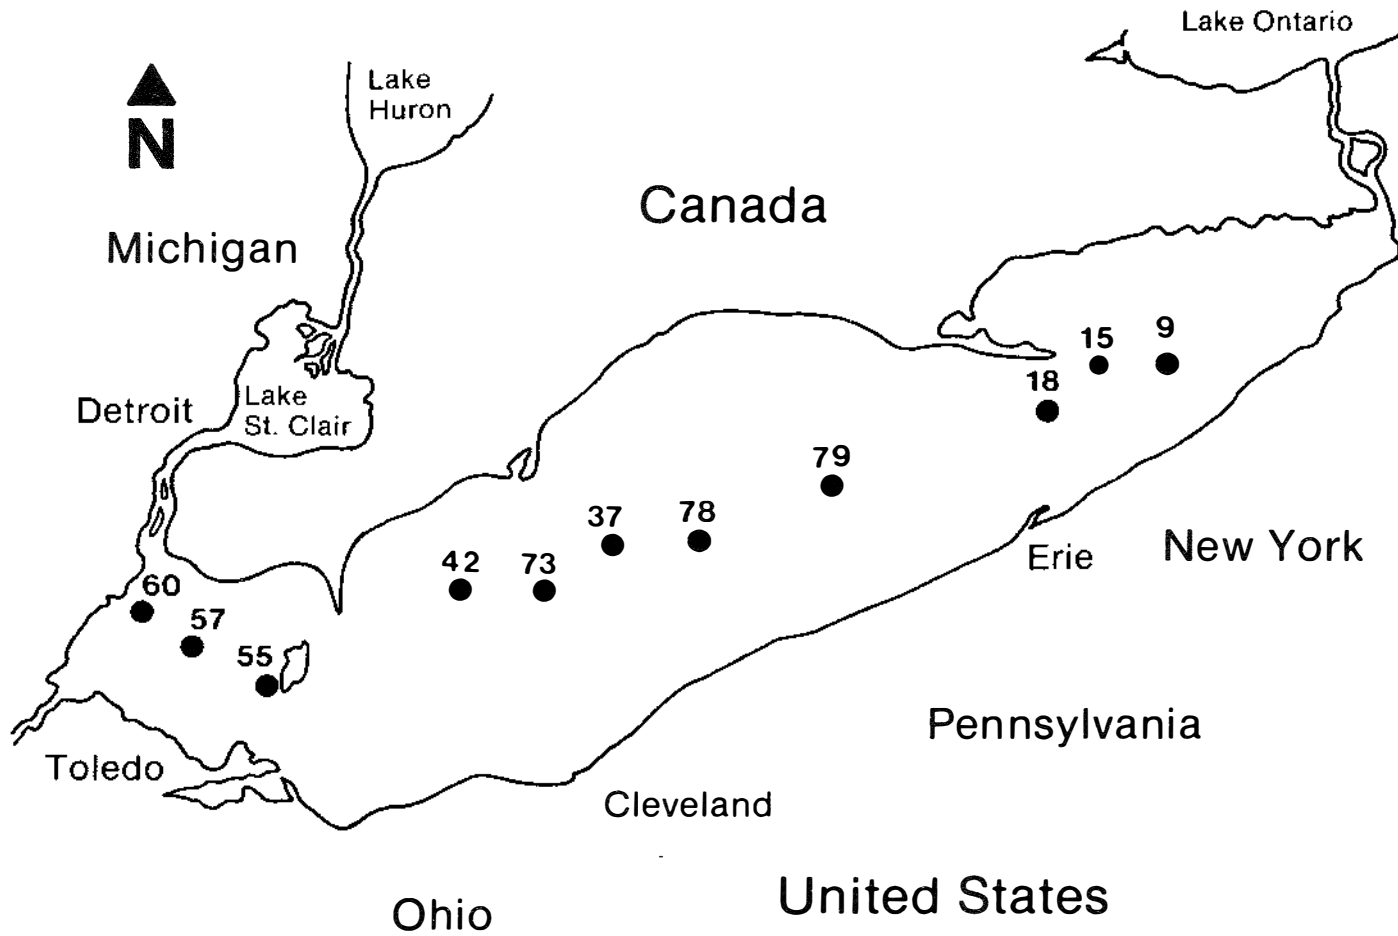 Lake Ontario
Lake
Huron
N
Canada
Michigan
15
9
18
Lake
St. Clair
Detroit
79
37
78
42
73
60
57
55
Erie
New York
Pennsylvania
Toledo
Cleveland
Ohio
United States